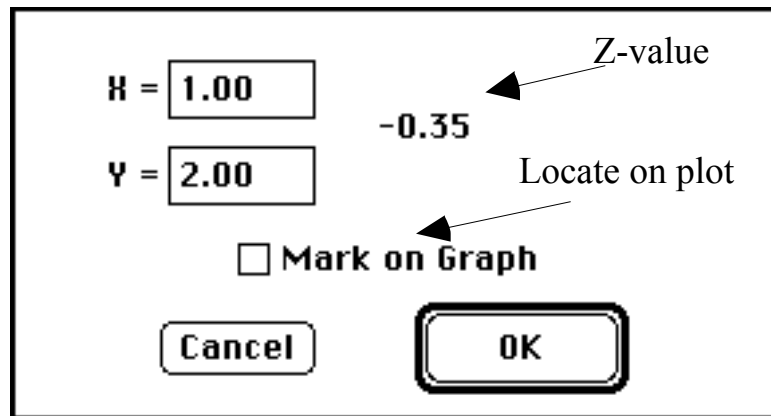 Z-value
X = 1.00
-0.35
Y = 2.00
Locate on plot
Mark on Graph
Cancel OK